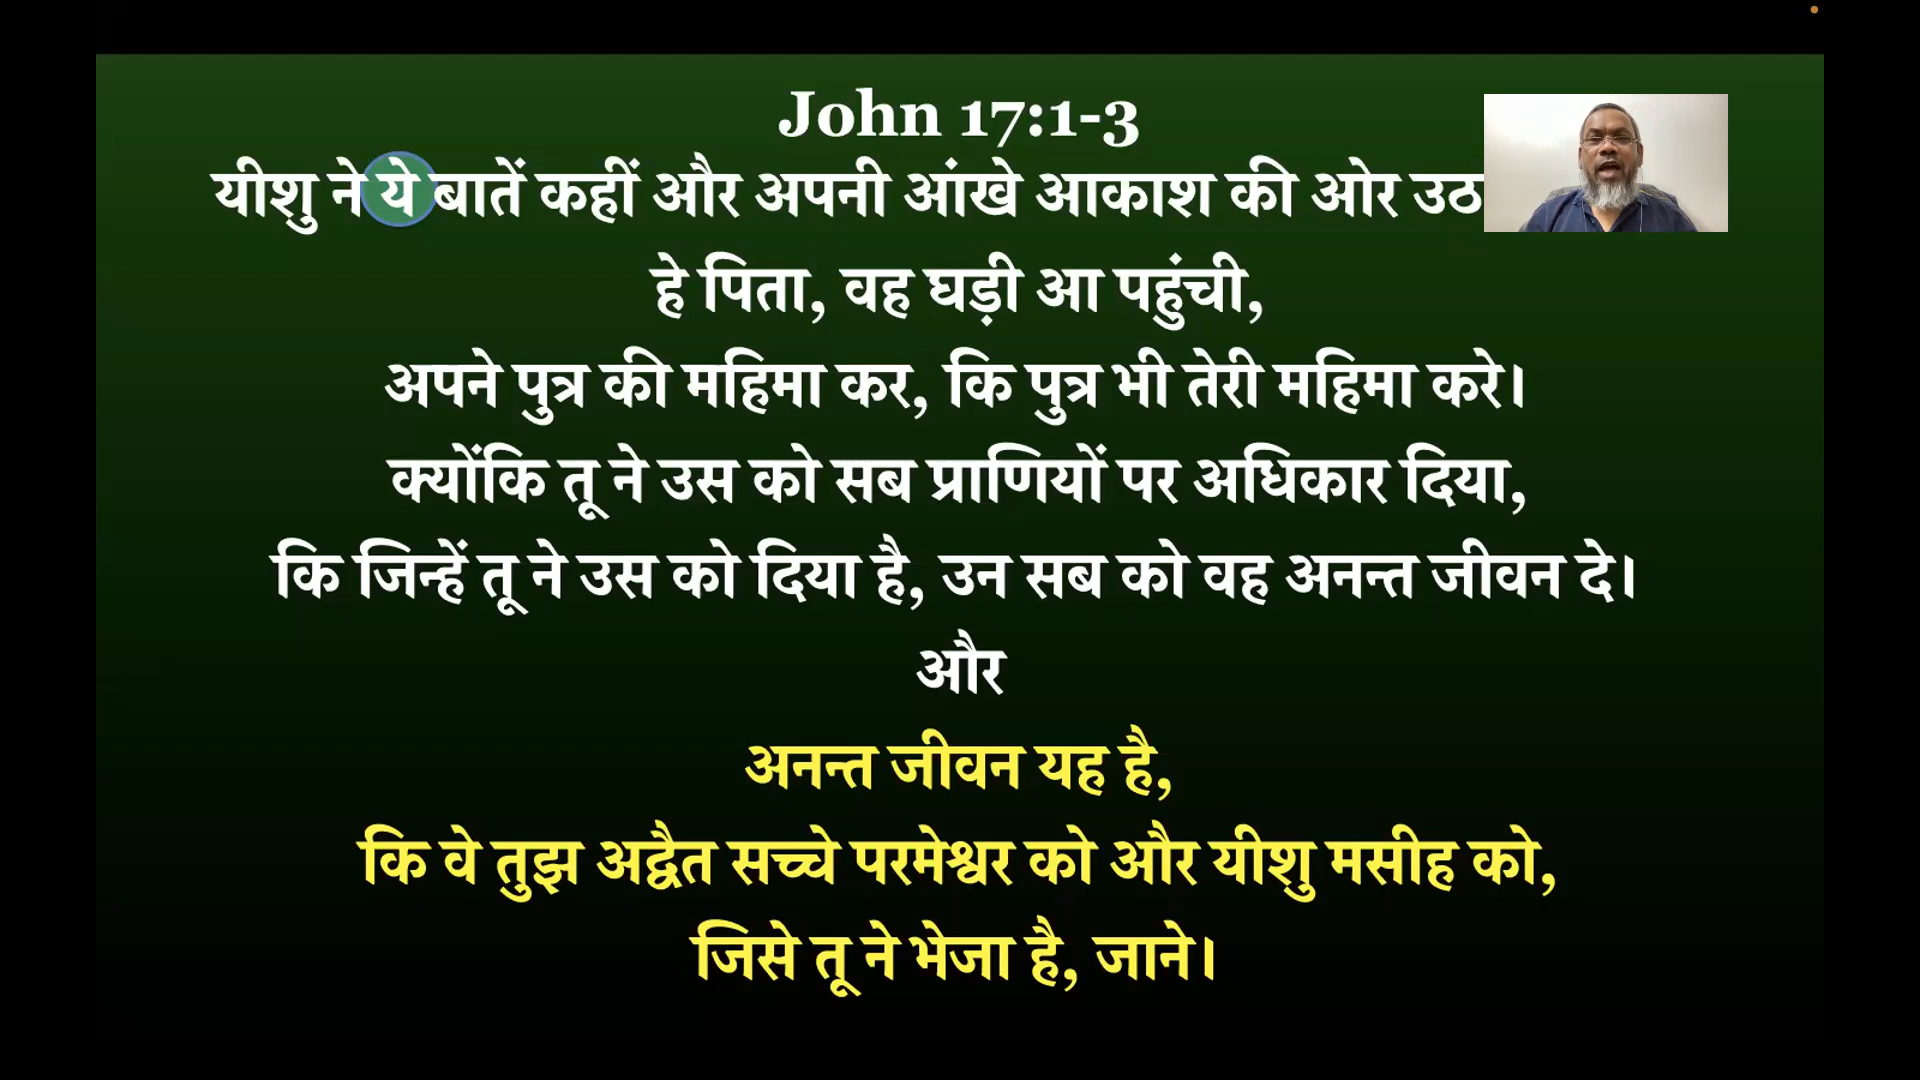 John 17:1-3
यीशु ने ये बातें कहीं और अपनी आंखे आकाश की ओर
हे पिता, वह घड़ी आ पहुंची,
अपने पुत्र की महिमा कर, कि पुत्र भी तेरी महिमा करे।
क्योंकि तू ने उस को सब प्राणियों पर अधिकार दिया,
कि जिन्हें तू ने उस को दिया है, उन सब को वह अनन्त जीवन दे।
और
अनन्त जीवन यह है,
कि वे तुझ अद्वैत सच्चे परमेश्वर को और यीशु मसीह को,
जिसे तू ने भेजा है, जाने।